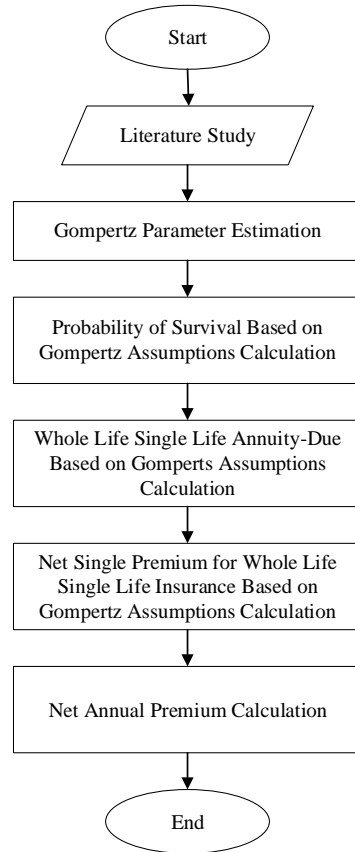 Start
Literature Study
Gompertz Parameter Estimation
Probability of Survival Based on
Gompertz Assumptions Calculation
Whole Life Single Life Annuity-Due
Based on Gomperts Assumptions
Calculation
Net Single Premium for Whole Life
Single Life Insurance Based on
Gompertz Assumptions Calculation
Net Annual Premium Calculation
End